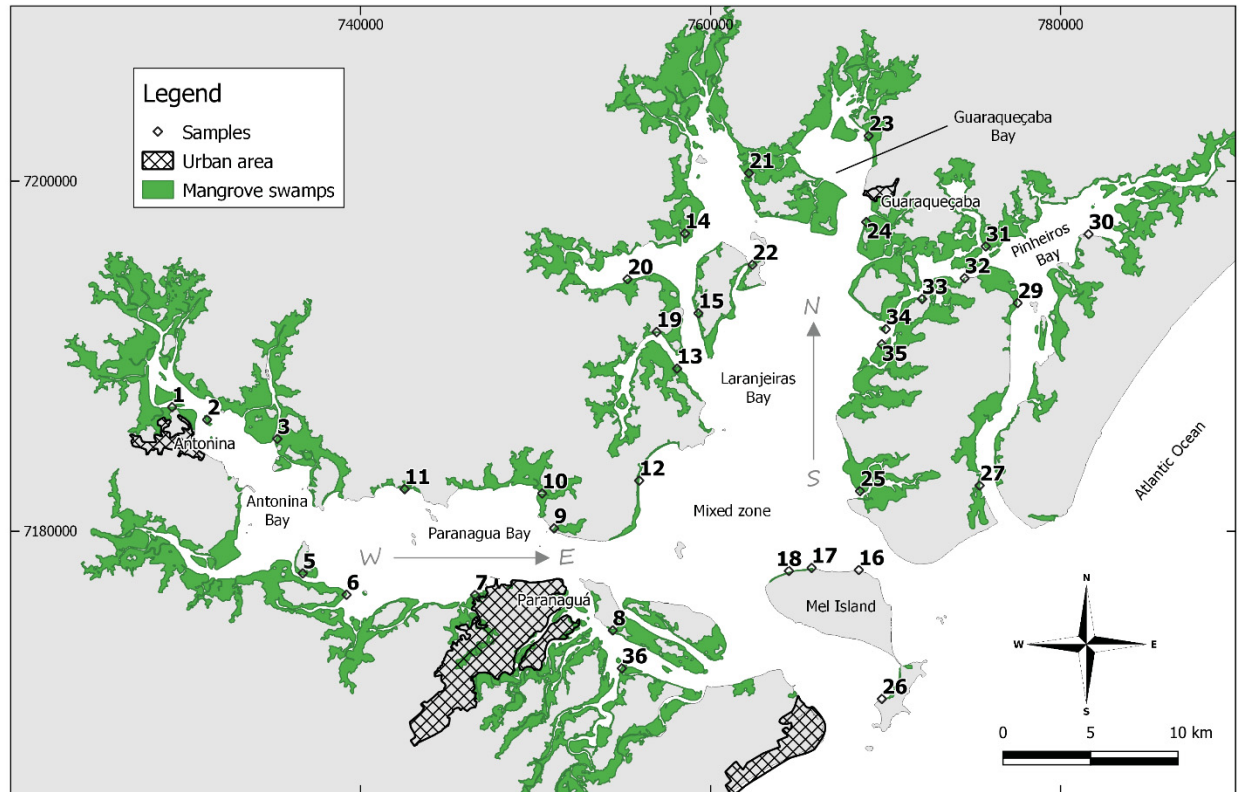 740000
760000
780000
Legend
Samples
Urban area
Mangrove swamps
7200000
7180000
23
Guaraqueçaba
Bay
21
Guaraqueçaba
14
24
31
30
Pinheiros
Bay
22
20
32
33
29
15
N
19
34
35
13
Laranjeiras
Bay
1
2
3
Antonina
Atlantic Ocean
12
S
25
27
11
10
Antonina
Bay
Mixed zone
9
Paranagua Bay
W
E
5
6
7
Paranaguá
18
17
16
Mel Island
8
36
26
N
W
E
S
0
5
10 km